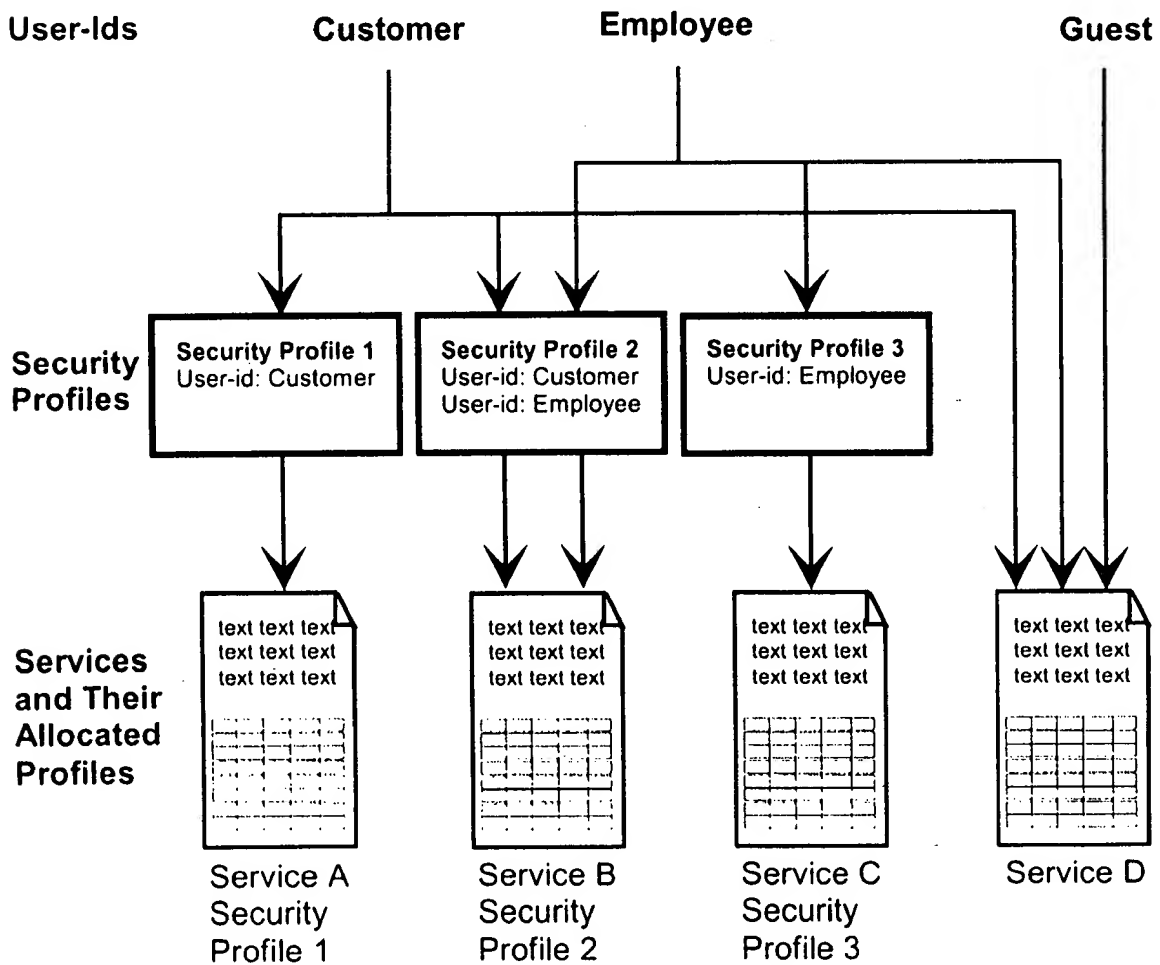 User-Ids
Customer
Employee
Guest
Security
Profiles
Security Profile 1
User-id: Customer
Security Profile 2
User-id: Customer
User-id: Employee
Security Profile 3
User-id: Employee
Services
and Their
Allocated
Profiles
text text text
text text text
text text text
text text text
text text text
text text text
text text text
text text text
text text text
text text text
text text text
text text text
Service A
Security
Profile 1
Service B
Security
Profile 2
Service C
Security
Profile 3
Service D